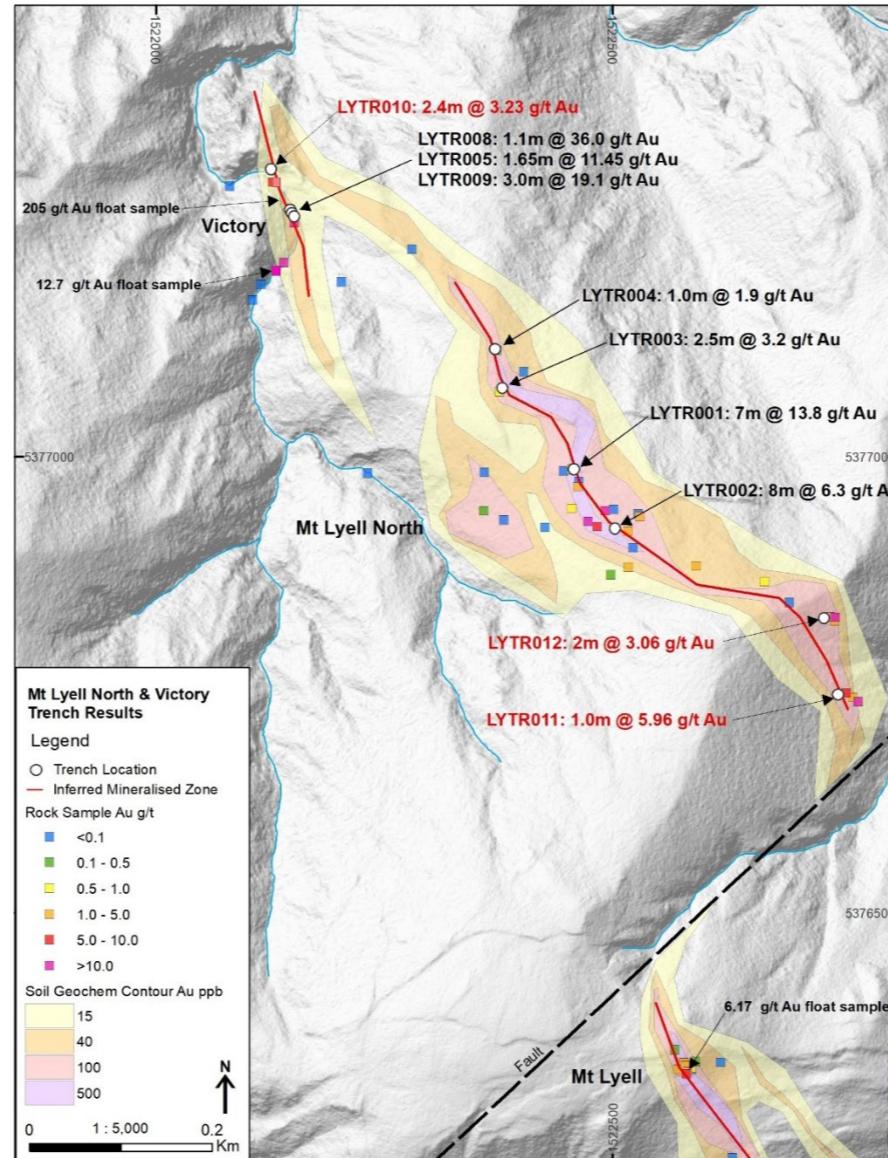 1522000
1522500
LYTR010: 2.4m @ 3.23 g/t Au
LYTR008: 1.1m @ 36.0 g/t Au
LYTR005: 1.65m @ 11.45 g/t Au
LYTR009: 3.0m @ 19.1 g/t Au
205 g/t Au float sample
Victory
12.7 g/t Au float sample
LYTR004: 1.0m @ 1.9 g/t Au
LYTR003: 2.5m @ 3.2 g/t Au
LYTR001: 7m @ 13.8 g/t Au
5377000
5377000
LYTR002: 8m @ 6.3 g/t A
Mt Lyell North
LYTR012: 2m @ 3.06 g/t Au
LYTR011: 1.0m @ 5.96 g/t Au
Mt Lyell North & Victory
Trench Results
Legend
Trench Location
Inferred Mineralised Zone
Rock Sample Au g/t
<0.1
0.1 - 0.5
0.5 - 1.0
1.0 - 5.0
5.0 - 10.0
>10.0
Soil Geochem Contour Au ppb
15
40
100
500
N
1 : 5,000
0
0.2
Km
537650
6.17 g/t Au float sample
Fault
Mt Lyell
1522500